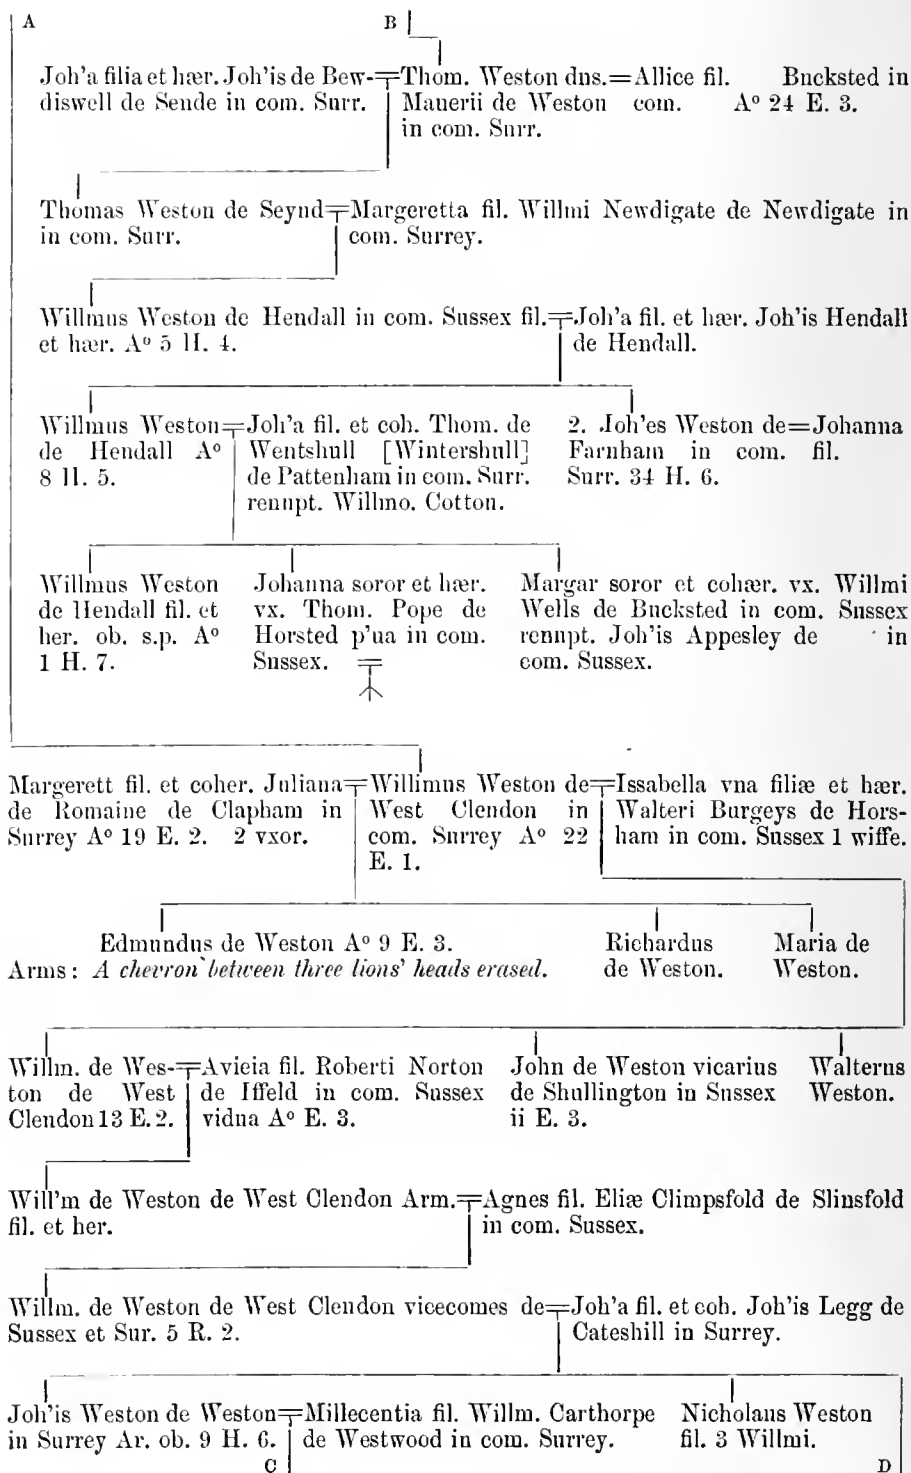 A B
Joh'a filia et hær. Joh'is de Bew-=Thom. Weston dns.=Allice fil. Bucksted in
diswell de Sende in com. Surr. Manerii de Weston com. Aº 24 E. 3.
in com. Surr.
Thomas Weston de Seynd=Margeretta fil. Willmi Newdigate de Newdigate in
in com. Surr. com. Surrey.
Willmus Weston de Hendall in com. Sussex fil.=Joh'a fil. et hær. Joh'is Hendall
et hær. Aº 5 H. 4. de Hendall.
Willmus Weston=Joh'a fil. et coh. Thom. de 2. Joh'es Weston de=Johanna
de Hendall Aº Wentshull [Wintershull] Farnham in com. fil.
8 H. 5. de Pattenham in com. Surr. Surr. 34 H. 6.
renupt. Willmo. Cotton.
Willmus Weston Johanna soror et hær. Margar soror et cohær. vx. Willmi
de Hendall fil. et vx. Thom. Pope de Wells de Bucksted in com. Sussex
her. ob. s.p. Aº Horsted p'ua in com. renupt. Joh'is Appesley de in
1 H. 7. Sussex. com. Sussex.
Margerett fil. et coher. Juliana=Willimus Weston de=Issabella vna filiæ et hær.
de Romaine de Clapham in West Clendon in Walteri Burgeys de Hors-
Surrey Aº 19 E. 2. 2 vxor. com. Surrey Aº 22 ham in com. Sussex 1 wiffe.
E. 1.
Edmundus de Weston Aº 9 E. 3. Richardus Maria de
Arms: A chevron between three lions' heads erased. de Weston. Weston.
Willm. de Wes-=Avieia fil. Roberti Norton John de Weston vicarius Walterus
ton de West de Iffeld in com. Sussex de Shullington in Sussex Weston.
Clendon 13 E. 2. vidua Aº E. 3. ii E. 3.
Will'm de Weston de West Clendon Arm.=Agnes fil. Eliæ Climpsfold de Slinsfold
fil. et her. in com. Sussex.
Willm. de Weston de West Clendon vicecomes de=Joh'a fil. et coh. Joh'is Legg de
Sussex et Sur. 5 R. 2. Cateshill in Surrey.
Joh'is Weston de Weston=Millecentia fil. Willm. Carthorpe Nicholaus Weston
in Surrey Ar. ob. 9 H. 6. de Westwood in com. Surrey. fil. 3 Willmi.
C D